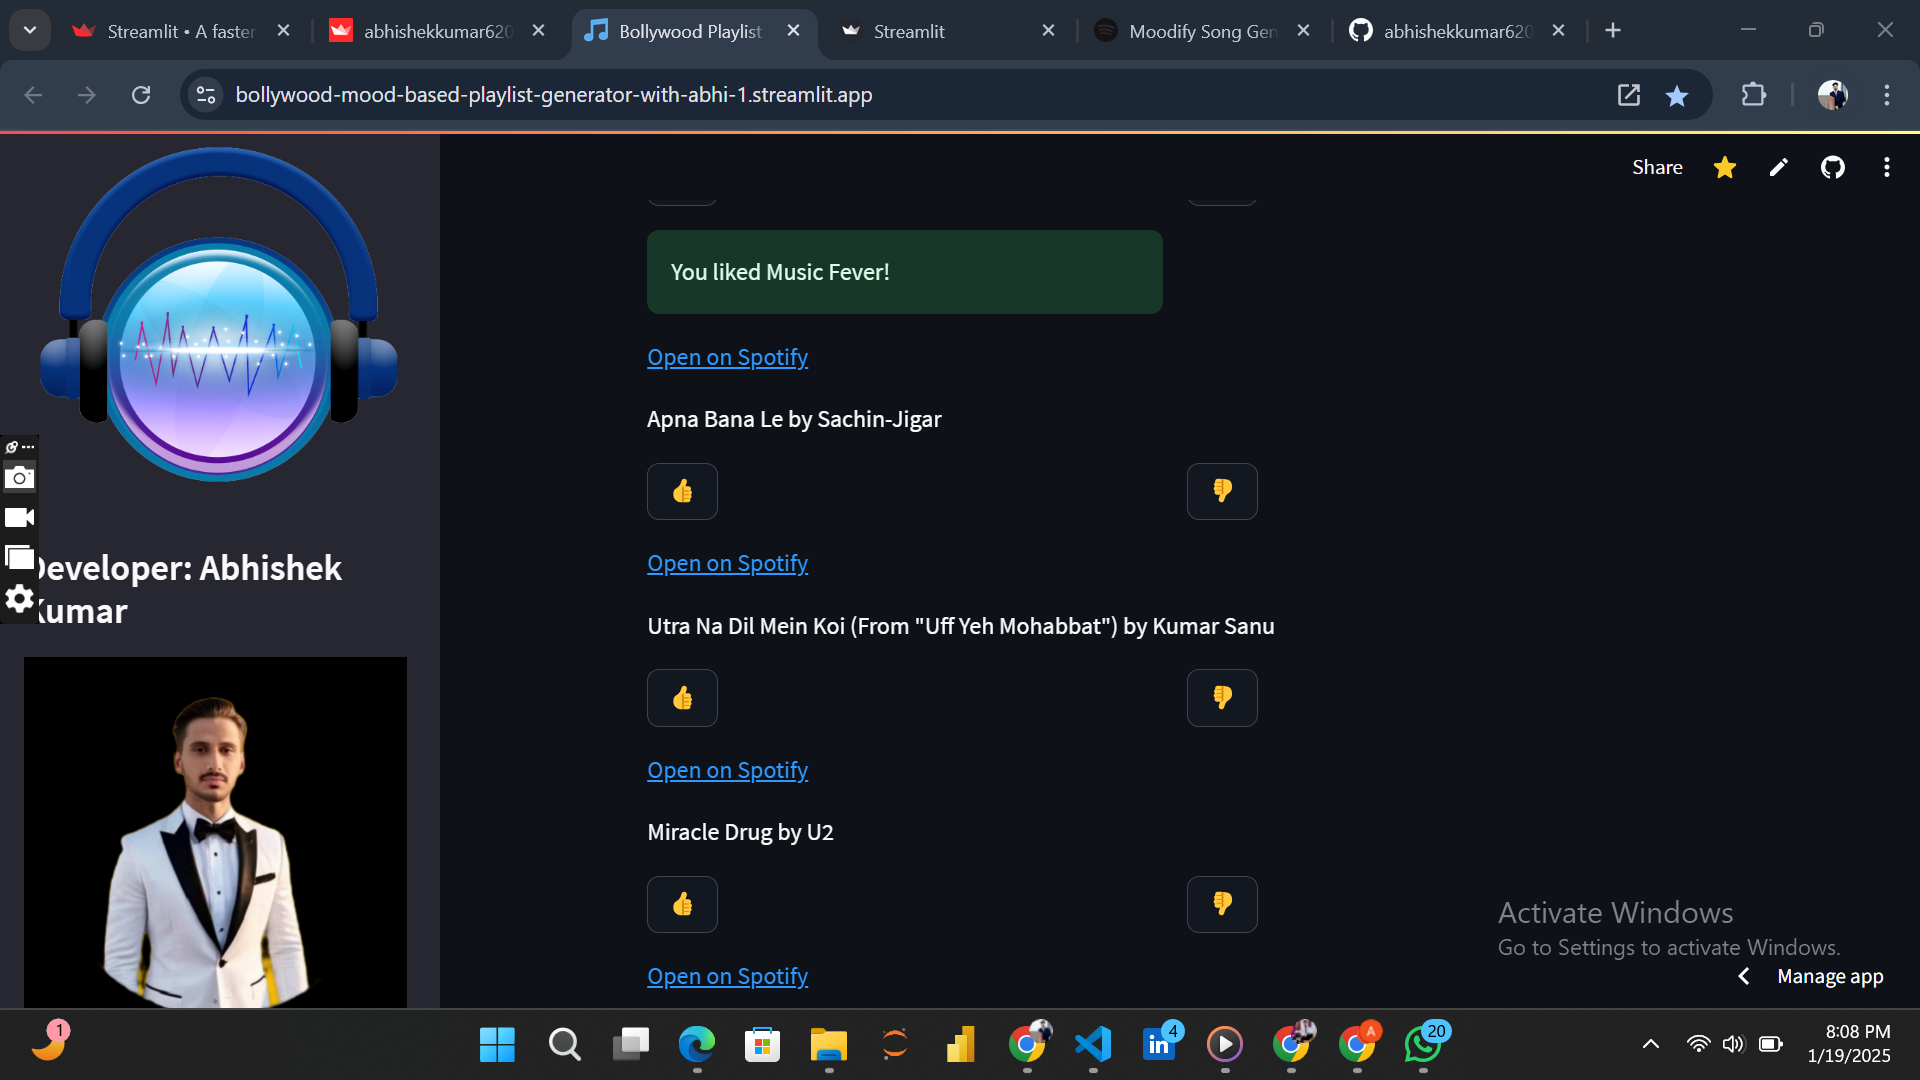 Streamlit • A faster
abhishekkumar620
Bollywood Playlist
Streamlit
Moodify Song Gen
abhishekkumar620
bollywood-mood-based-playlist-generator-with-abhi-1.streamlit.app
Share
You liked Music Fever!
Open on Spotify
Apna Bana Le by Sachin-Jigar
Open on Spotify
Utra Na Dil Mein Koi (From "Uff Yeh Mohabbat") by Kumar Sanu
Open on Spotify
Miracle Drug by U2
Open on Spotify
Developer: Abhishek
Kumar
Activate Windows
Go to Settings to activate Windows.
Manage app
1
4
A
20
8:08 PM
1/19/2025